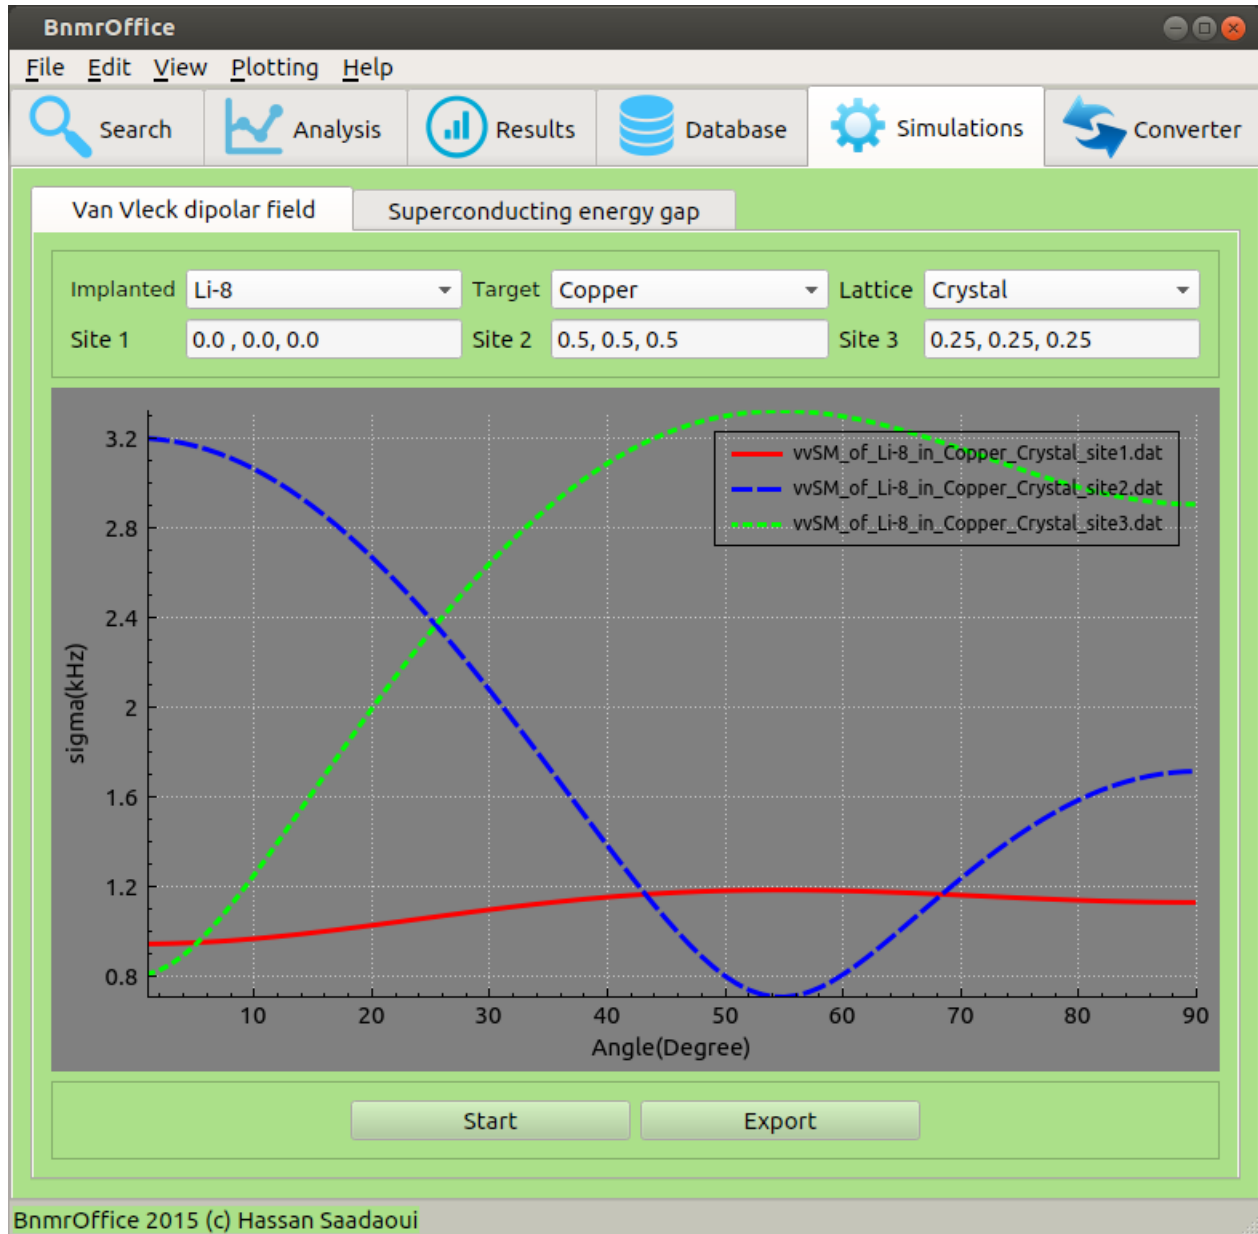 BnmrOffice
File Edit View Plotting Help
Search Analysis Results Database Simulations Converter
Van Vleck dipolar field Superconducting energy gap
Implanted Li-8 Target Copper Lattice Crystal
Site 1 0.0 , 0.0, 0.0 Site 2 0.5, 0.5, 0.5 Site 3 0.25, 0.25, 0.25
vvSM_of_Li-8_in_Copper_Crystal_site1.dat
vvSM_of_Li-8_in_Copper_Crystal_site2.dat
vvSM_of_Li-8_in_Copper_Crystal_site3.dat
3.2
2.8
2.4
2
1.6
1.2
0.8
sigma(kHz)
10 20 30 40 50 60 70 80 90
Angle(Degree)
Start Export
BnmrOffice 2015 (c) Hassan Saadaoui